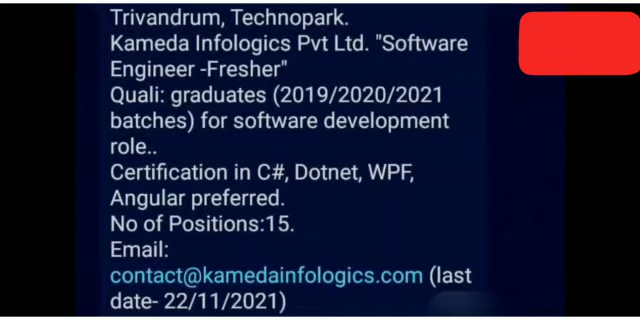 Trivandrum, Technopark.
Kameda Infologics Pvt Ltd. "Software
Engineer -Fresher"
Quali: graduates (2019/2020/2021
batches) for software development
role..
Certification in C#, Dotnet, WPF,
Angular preferred.
No of Positions:15.
Email:
contact@kamedainfologics.com (last
date- 22/11/2021)